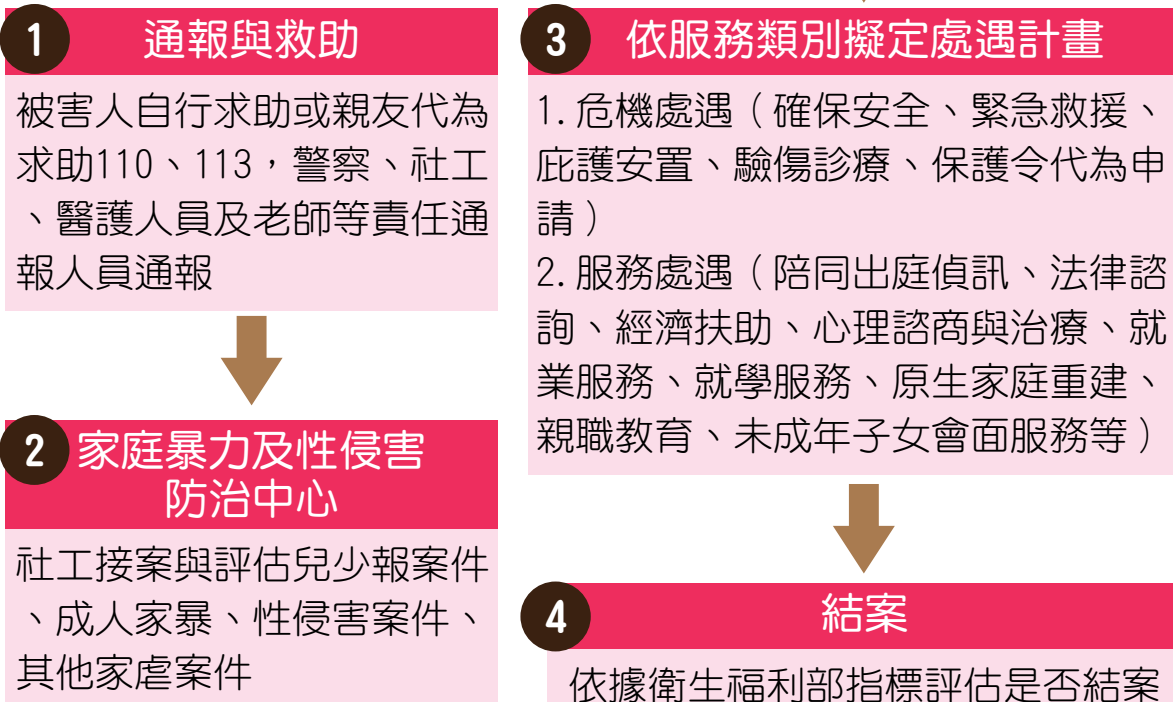 1 通報與救助
被害人自行求助或親友代為
求助110、113，警察、社工
、醫護人員及老師等責任通
報人員通報
2 家庭暴力及性侵害
防治中心
社工接案與評估兒少報案件
、成人家暴、性侵害案件、
其他家虐案件
3 依服務類別擬定處遇計畫
1.危機處遇（確保安全、緊急救援、
庇護安置、驗傷診療、保護令代為申
請）
2.服務處遇（陪同出庭偵訊、法律諮
詢、經濟扶助、心理諮商與治療、就
業服務、就學服務、原生家庭重建、
親職教育、未成年子女會面服務等）
4 結案
依據衛生福利部指標評估是否結案